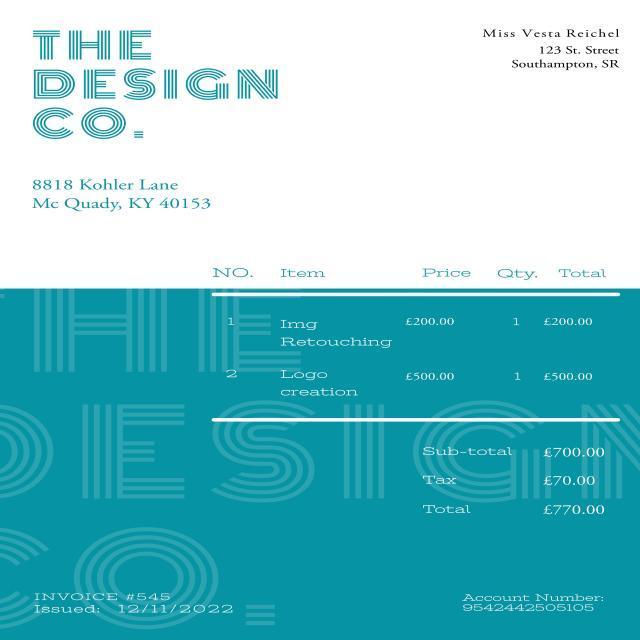 THE
DESIGN
CO.
Miss Vesta Reichel
123 St. Street
Southampton, SR
8818 Kohler Lane
Mc Quady, KY 40153
NO. Item Price Qty. Total
THE
1 Img Retouching £200.00 1 £200.00
2 Logo creation £500.00 1 £500.00
DESIGN
Sub-total £700.00
Tax £70.00
Total £770.00
CO.
INVOICE #545
Issued: 12/11/2022
Account Number:
9542442505105